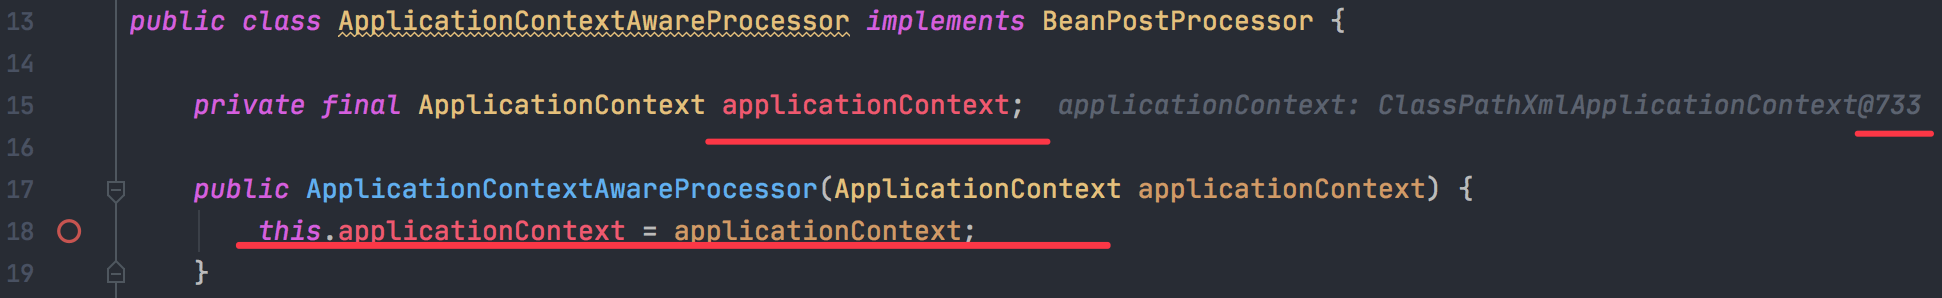 13 public class ApplicationContextAwareProcessor implements BeanPostProcessor {
14
15 private final ApplicationContext applicationContext; applicationContext: ClassPathXmlApplicationContext@733
16
17 public ApplicationContextAwareProcessor(ApplicationContext applicationContext) {
18 this.applicationContext = applicationContext;
19 }